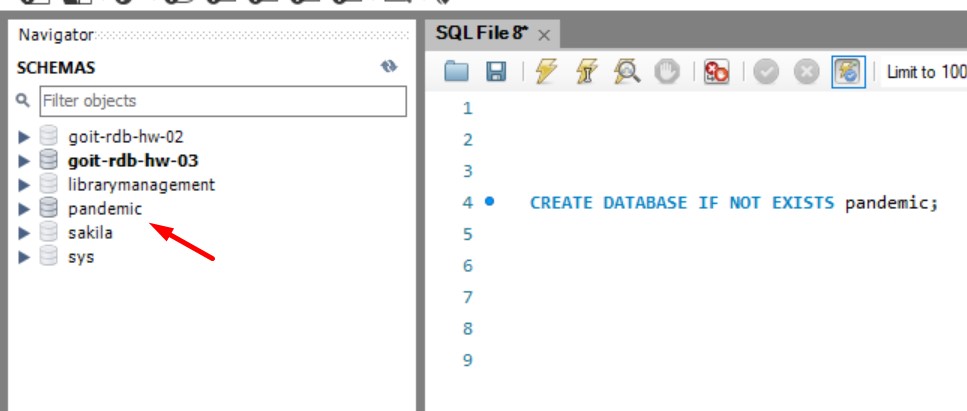 Navigator
SQL File 8*
SCHEMAS
Filter objects
Limit to 100
goit-rdb-hw-02
goit-rdb-hw-03
librarymanagement
pandemic
sakila
sys
1
2
3
4 CREATE DATABASE IF NOT EXISTS pandemic;
5
6
7
8
9